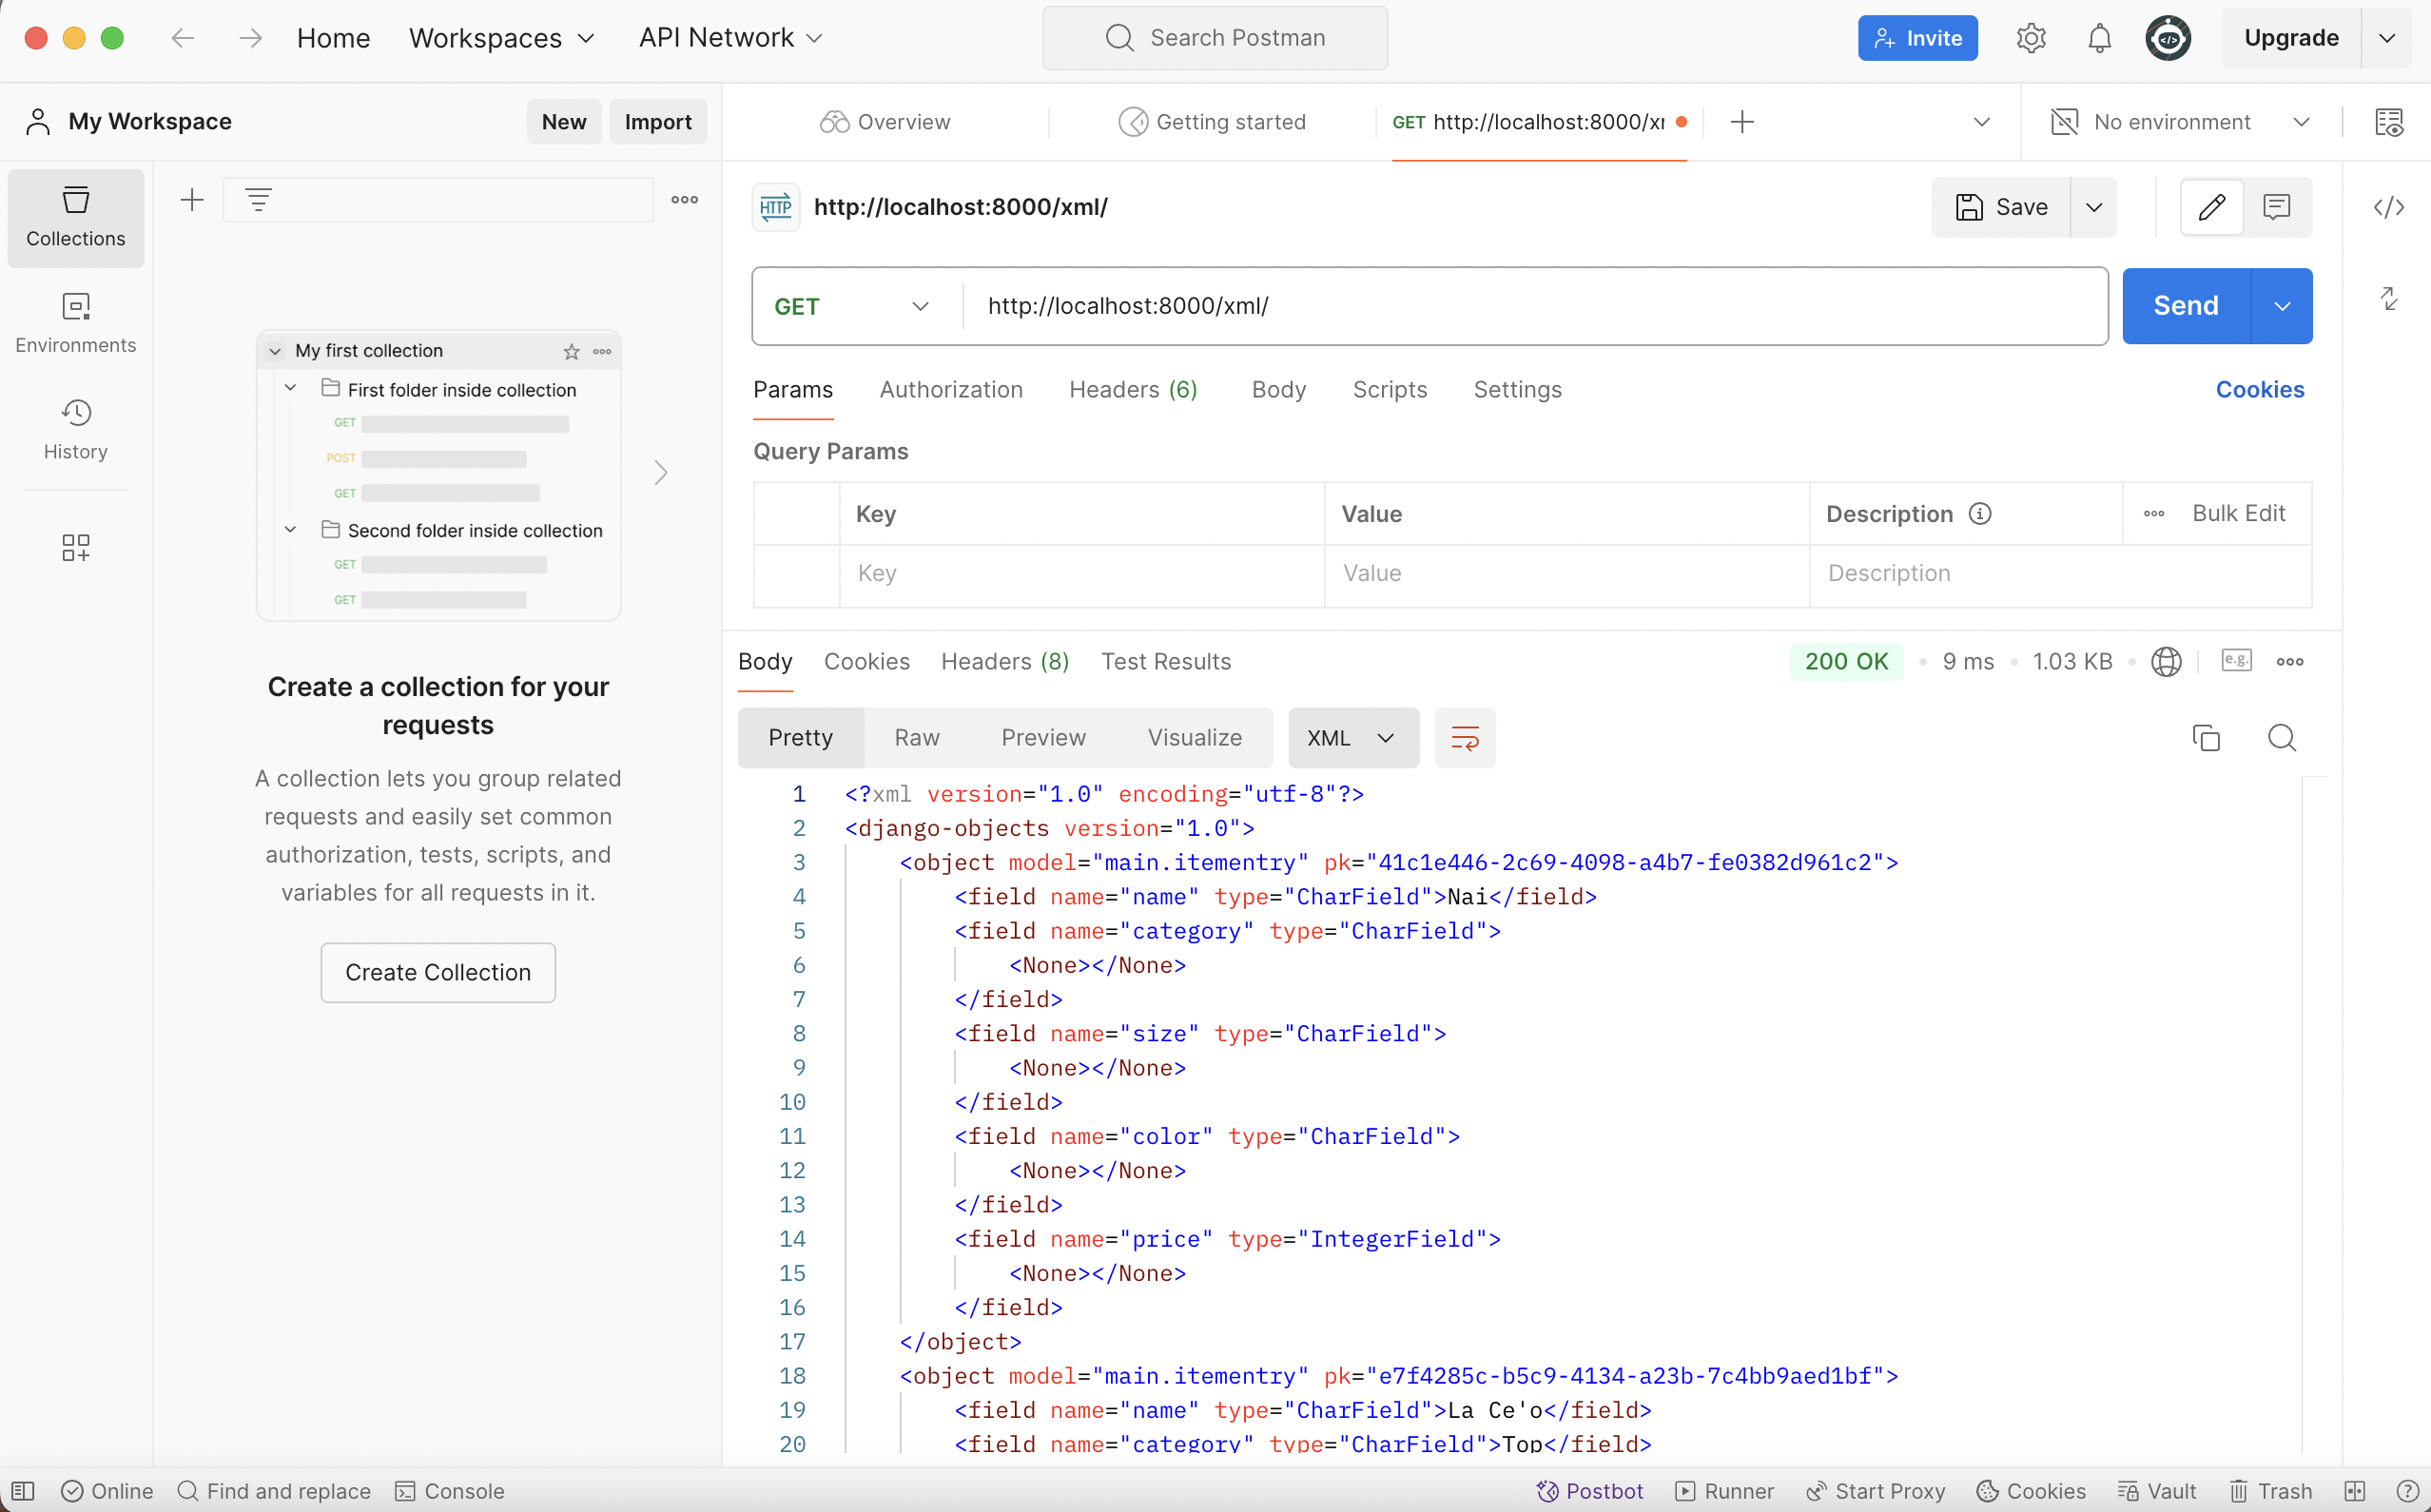 Home Workspaces API Network Search Postman Invite Upgrade
My Workspace New Import
Overview Getting started GET http://localhost:8000/x No environment
Collections
Environments
History
My first collection
First folder inside collection
GET
POST
GET
Second folder inside collection
GET
GET
Create a collection for your
requests
A collection lets you group related
requests and easily set common
authorization, tests, scripts, and
variables for all requests in it.
Create Collection
HTTP http://localhost:8000/xml/ Save
GET http://localhost:8000/xml/ Send
Params Authorization Headers (6) Body Scripts Settings Cookies
Query Params
Key Value Description Bulk Edit
Key Value Description
Body Cookies Headers (8) Test Results 200 OK 9 ms 1.03 KB e.g.
Pretty Raw Preview Visualize XML
1 <?xml version="1.0" encoding="utf-8"?>
2 <django-objects version="1.0">
3 <object model="main.itementry" pk="41c1e446-2c69-4098-a4b7-fe0382d961c2">
4 <field name="name" type="CharField">Nai</field>
5 <field name="category" type="CharField">
6 <None></None>
7 </field>
8 <field name="size" type="CharField">
9 <None></None>
10 </field>
11 <field name="color" type="CharField">
12 <None></None>
13 </field>
14 <field name="price" type="IntegerField">
15 <None></None>
16 </field>
17 </object>
18 <object model="main.itementry" pk="e7f4285c-b5c9-4134-a23b-7c4bb9aed1bf">
19 <field name="name" type="CharField">La Ce'o</field>
20 <field name="category" type="CharField">Top</field>
Online Find and replace Console Postbot Runner Start Proxy Cookies Vault Trash